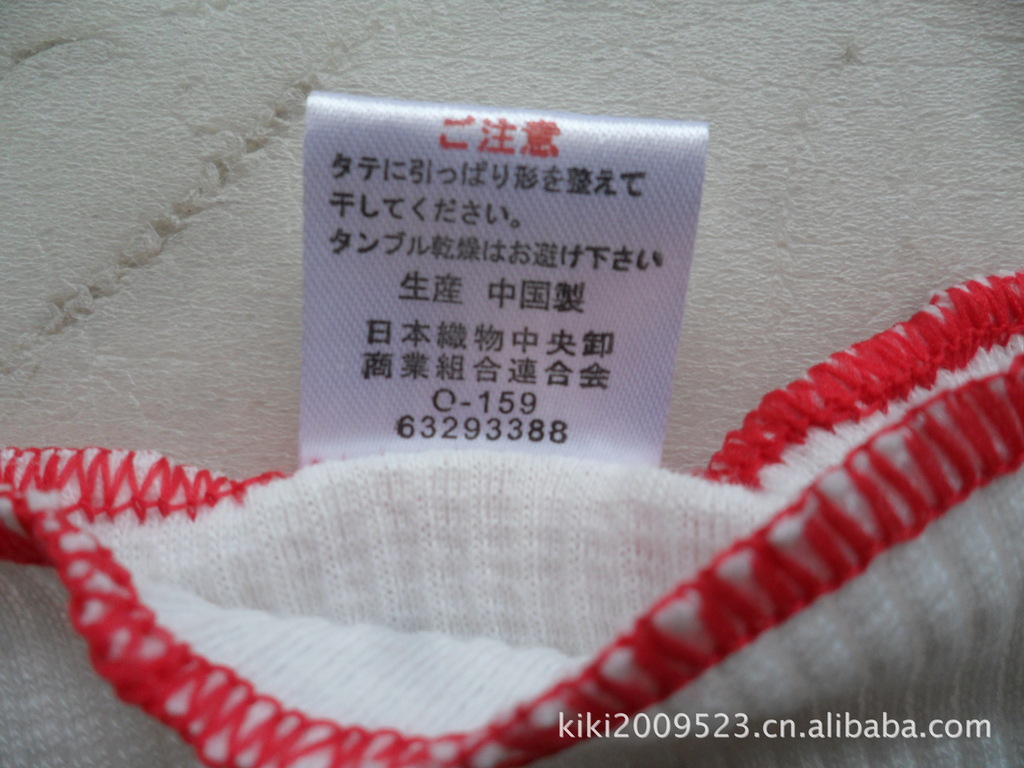 ご注意
タテに引っぱり形を整えて
干してください。
タンブル乾燥はお避け下さい
生産 中国製
日本織物中央卸
商業組合連合会
O-159
63293388
kiki2009523.cn.alibaba.com